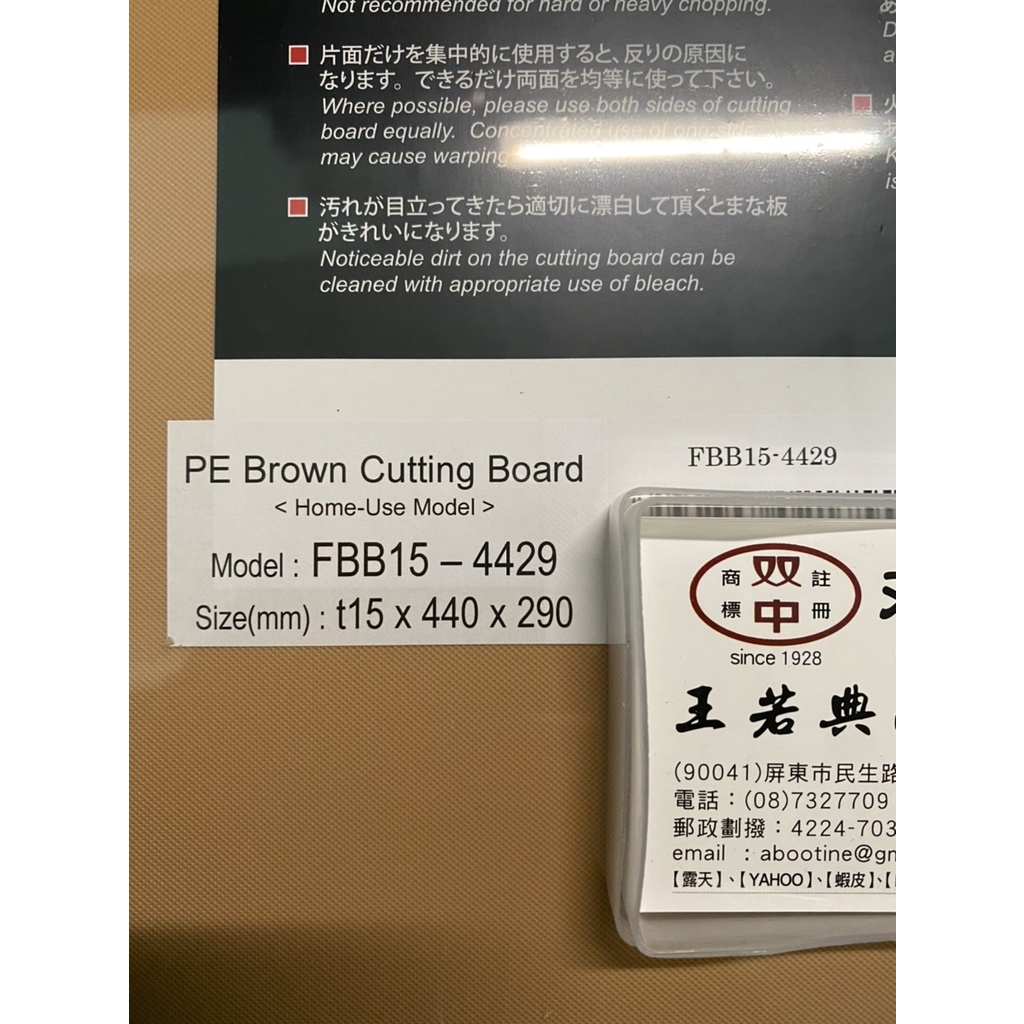 Not recommended for hard or heavy chopping.
片面だけを集中的に使用すると、反りの原因に
なります。できるだけ両面を均等に使って下さい。
Where possible, please use both sides of cutting
board equally. Concentrated use of one side
may cause warping
汚れが目立ってきたら適切に漂白して頂くとまな板
がきれいになります。
Noticeable dirt on the cutting board can be
cleaned with appropriate use of bleach.
PE Brown Cutting Board
< Home-Use Model >
Model : FBB15 – 4429
Size(mm) : t15 x 440 x 290
FBB15-4429
商標 双中 註冊
since 1928
王若典
(90041)屏東市民生路
電話：(08)7327709
郵政劃撥：4224-703
email : abootine@gm
【露天】、【YAHOO】、【蝦皮】、【